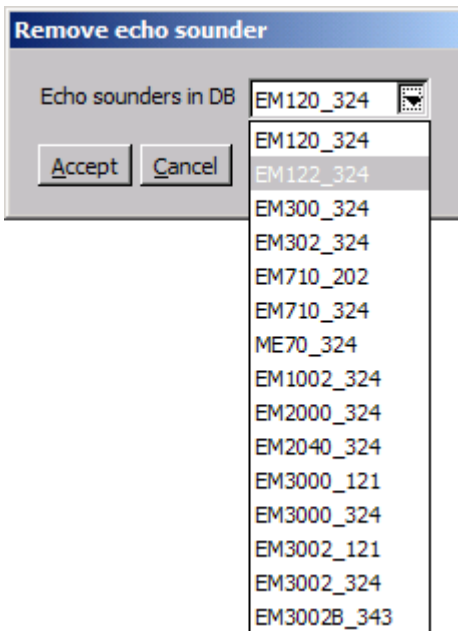 Remove echo sounder
Echo sounders in DB EM120_324
Accept Cancel
EM120_324
EM122_324
EM300_324
EM302_324
EM710_202
EM710_324
ME70_324
EM1002_324
EM2000_324
EM2040_324
EM3000_121
EM3000_324
EM3002_121
EM3002_324
EM3002B_343